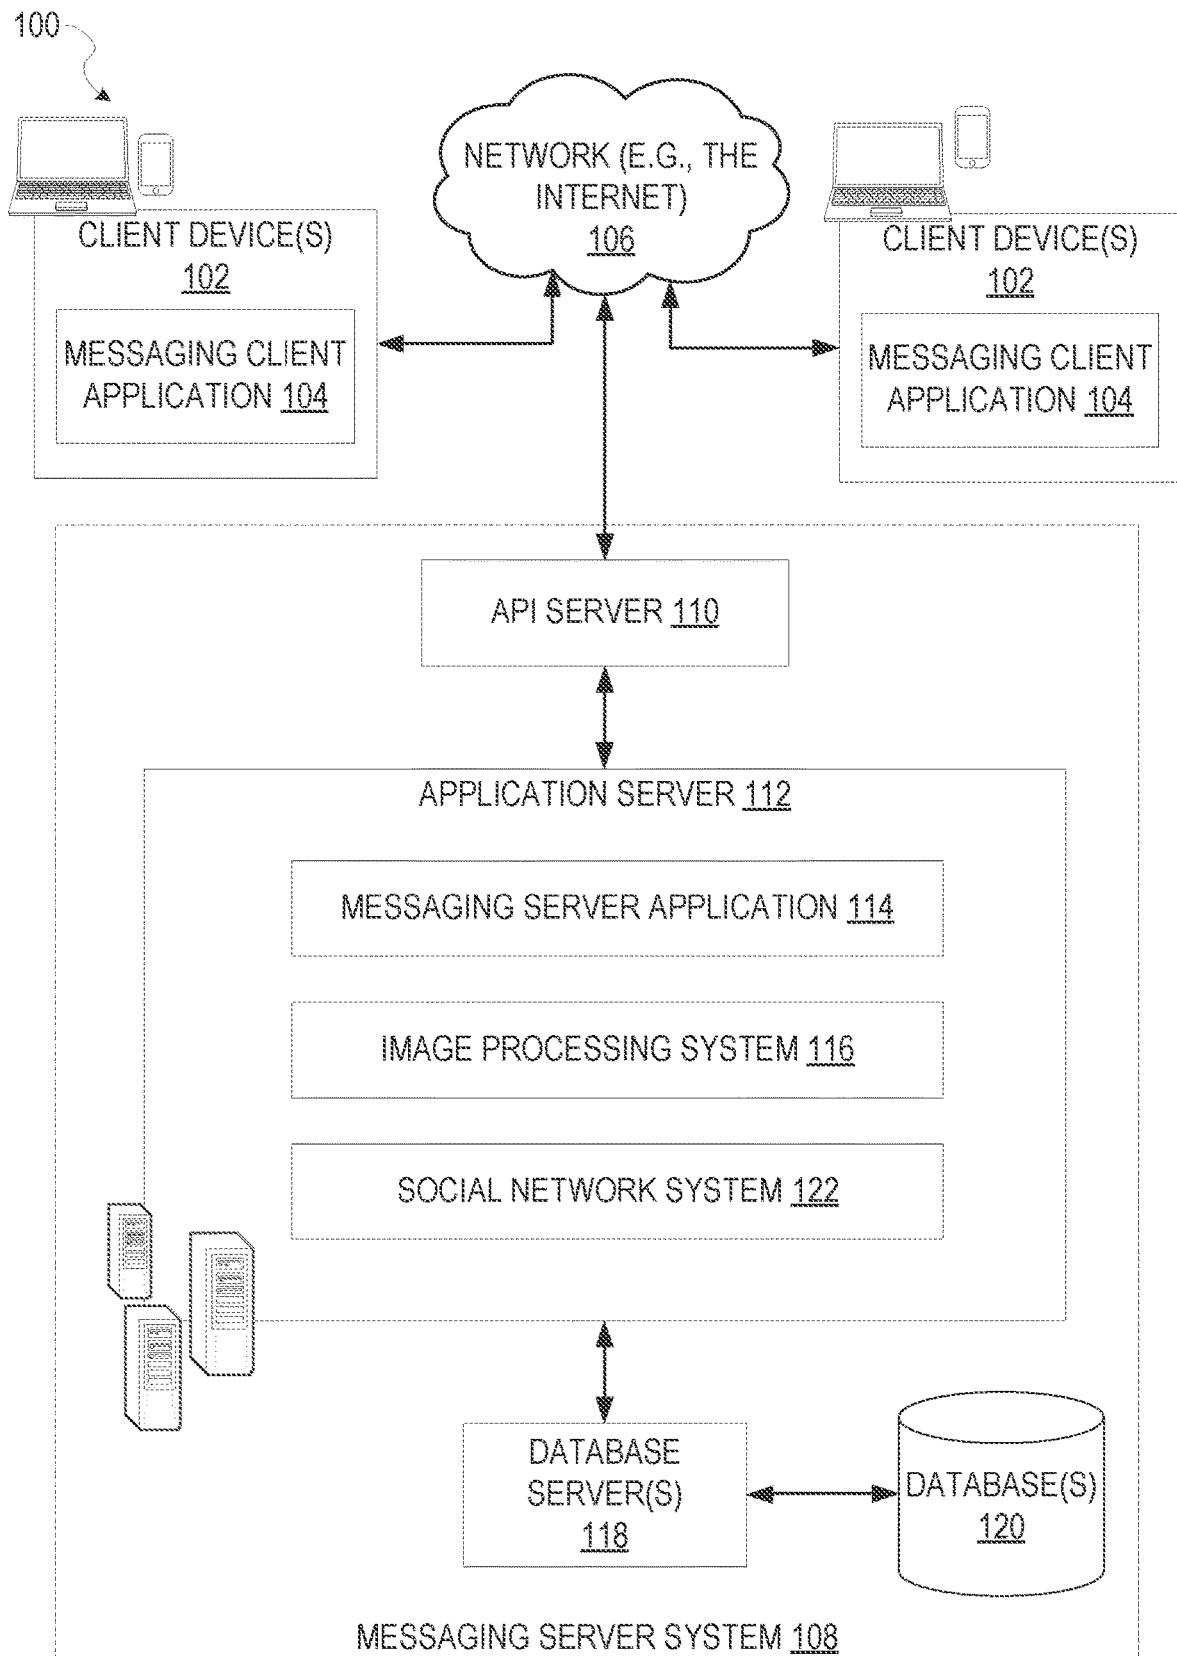 100
NETWORK (E.G., THE
INTERNET)
106
CLIENT DEVICE(S)
102
MESSAGING CLIENT
APPLICATION 104
CLIENT DEVICE(S)
102
MESSAGING CLIENT
APPLICATION 104
API SERVER 110
APPLICATION SERVER 112
MESSAGING SERVER APPLICATION 114
IMAGE PROCESSING SYSTEM 116
SOCIAL NETWORK SYSTEM 122
DATABASE
SERVER(S)
118
DATABASE(S)
120
MESSAGING SERVER SYSTEM 108